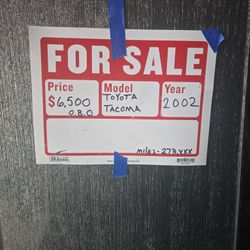 FOR SALE
Price Model Year
$6,500 TOYOTA 2002
O.B.O TACOMA
miles-273,xxx